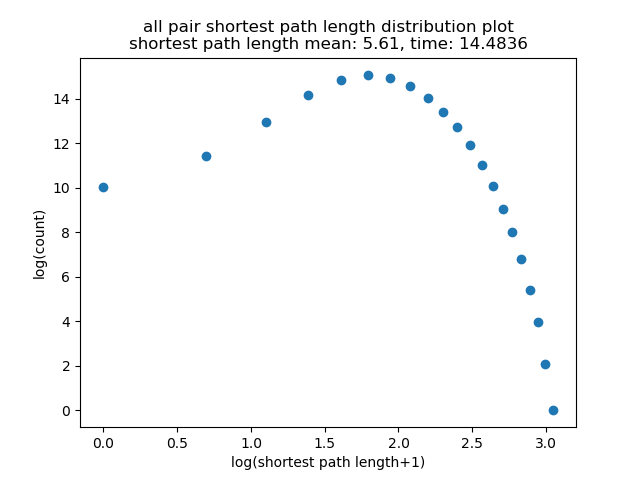 all pair shortest path length distribution plot
shortest path length mean: 5.61, time: 14.4836
14
12
10
8
6
4
2
0
log(count)
0.0 0.5 1.0 1.5 2.0 2.5 3.0
log(shortest path length+1)